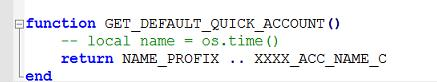 function GET_DEFAULT_QUICK_ACCOUNT()
-- local name = os.time()
return NAME_PROFIX .. XXXX_ACC_NAME_C
end